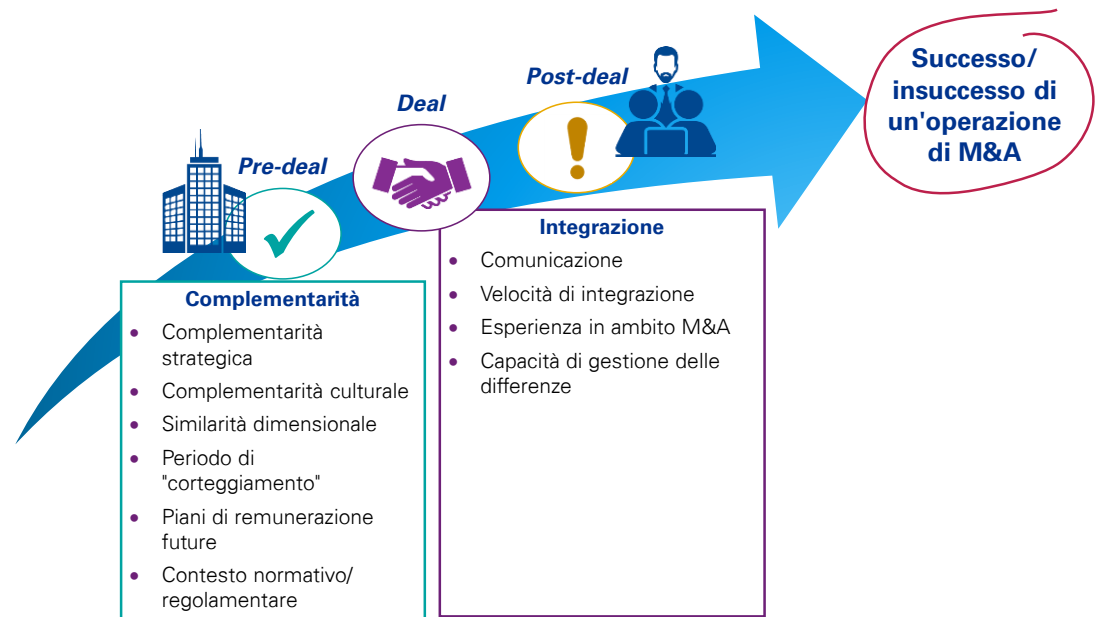 Pre-deal
Deal
Post-deal
Successo/
insuccesso di
un'operazione
di M&A
Complementarità
• Complementarità
strategica
• Complementarità culturale
• Similarità dimensionale
• Periodo di
"corteggiamento"
• Piani di remunerazione
future
• Contesto normativo/
regolamentare
Integrazione
• Comunicazione
• Velocità di integrazione
• Esperienza in ambito M&A
• Capacità di gestione delle
differenze